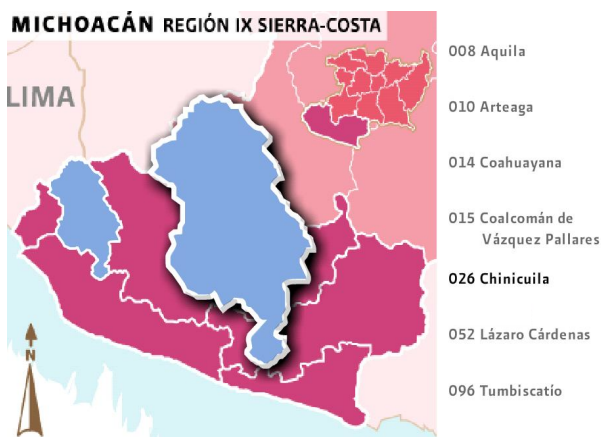 MICHOACÁN REGIÓN IX SIERRA-COSTA
LIMA
N
008 Aquila
010 Arteaga
014 Coahuayana
015 Coalcomán de
Vázquez Pallares
026 Chinicuila
052 Lázaro Cárdenas
096 Tumbiscatío